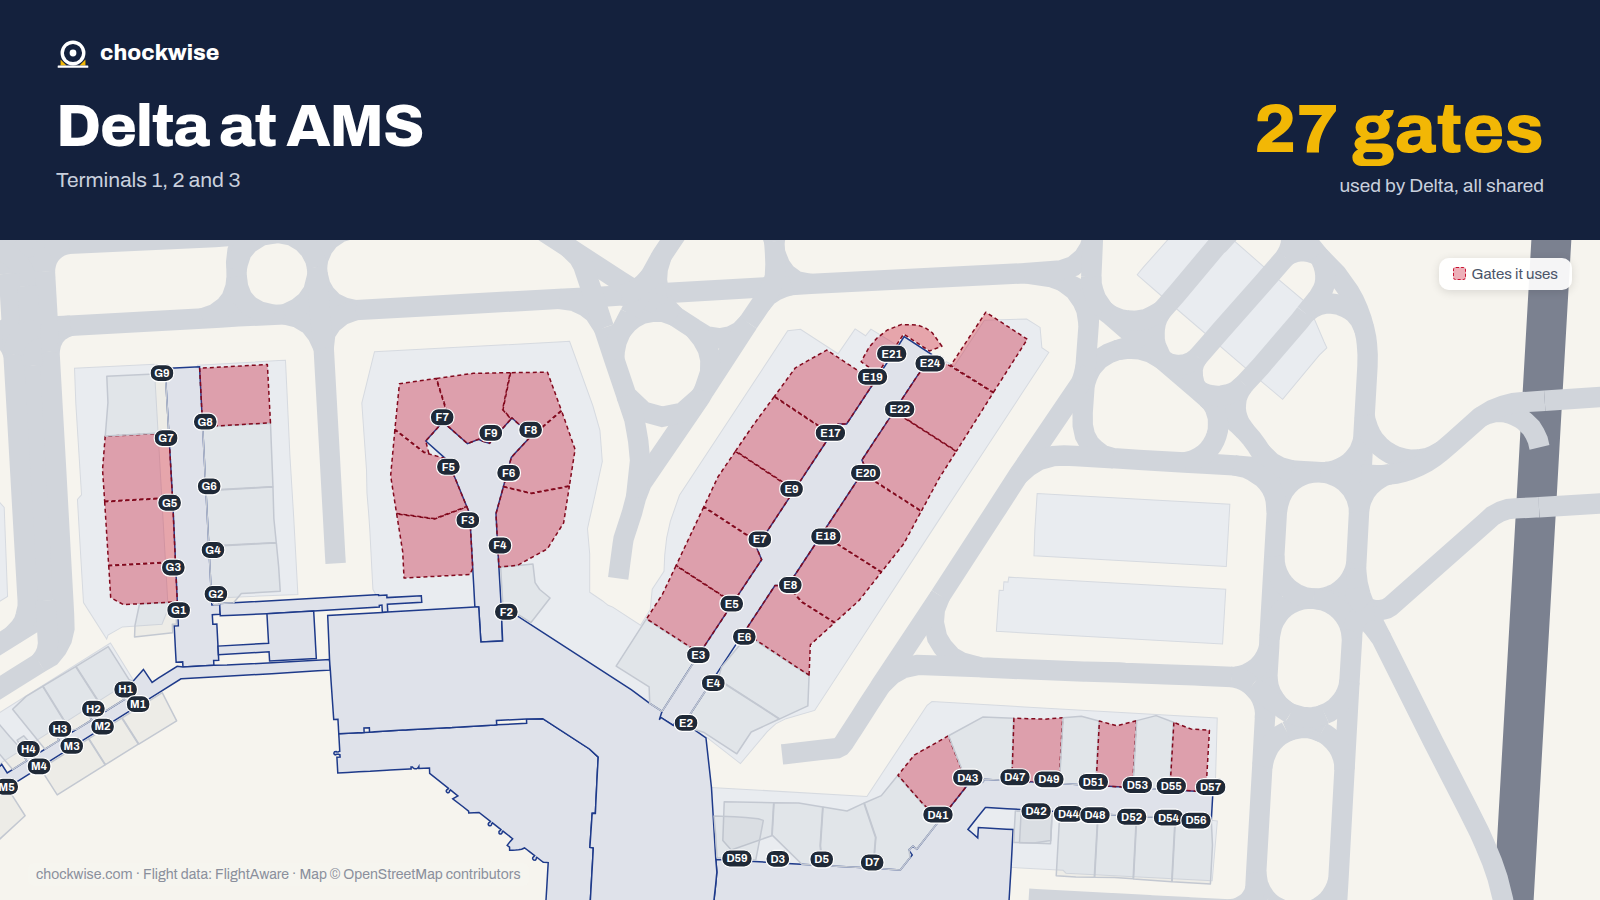 chockwise
Delta at AMS
Terminals 1, 2 and 3
27 gates
used by Delta, all shared
Gates it uses
G9
G8
G7
G6
G5
G4
G3
G2
G1
F7
F9
F8
F5
F6
F3
F4
F2
E21
E24
E19
E22
E17
E20
E9
E18
E7
E8
E5
E6
E3
E4
E2
H1
M1
H2
M2
H3
M3
H4
M4
M5
D43
D47
D49
D51
D53
D55
D57
D41
D42
D44
D48
D52
D54
D56
D59
D3
D5
D7
chockwise.com · Flight data: FlightAware · Map © OpenStreetMap contributors